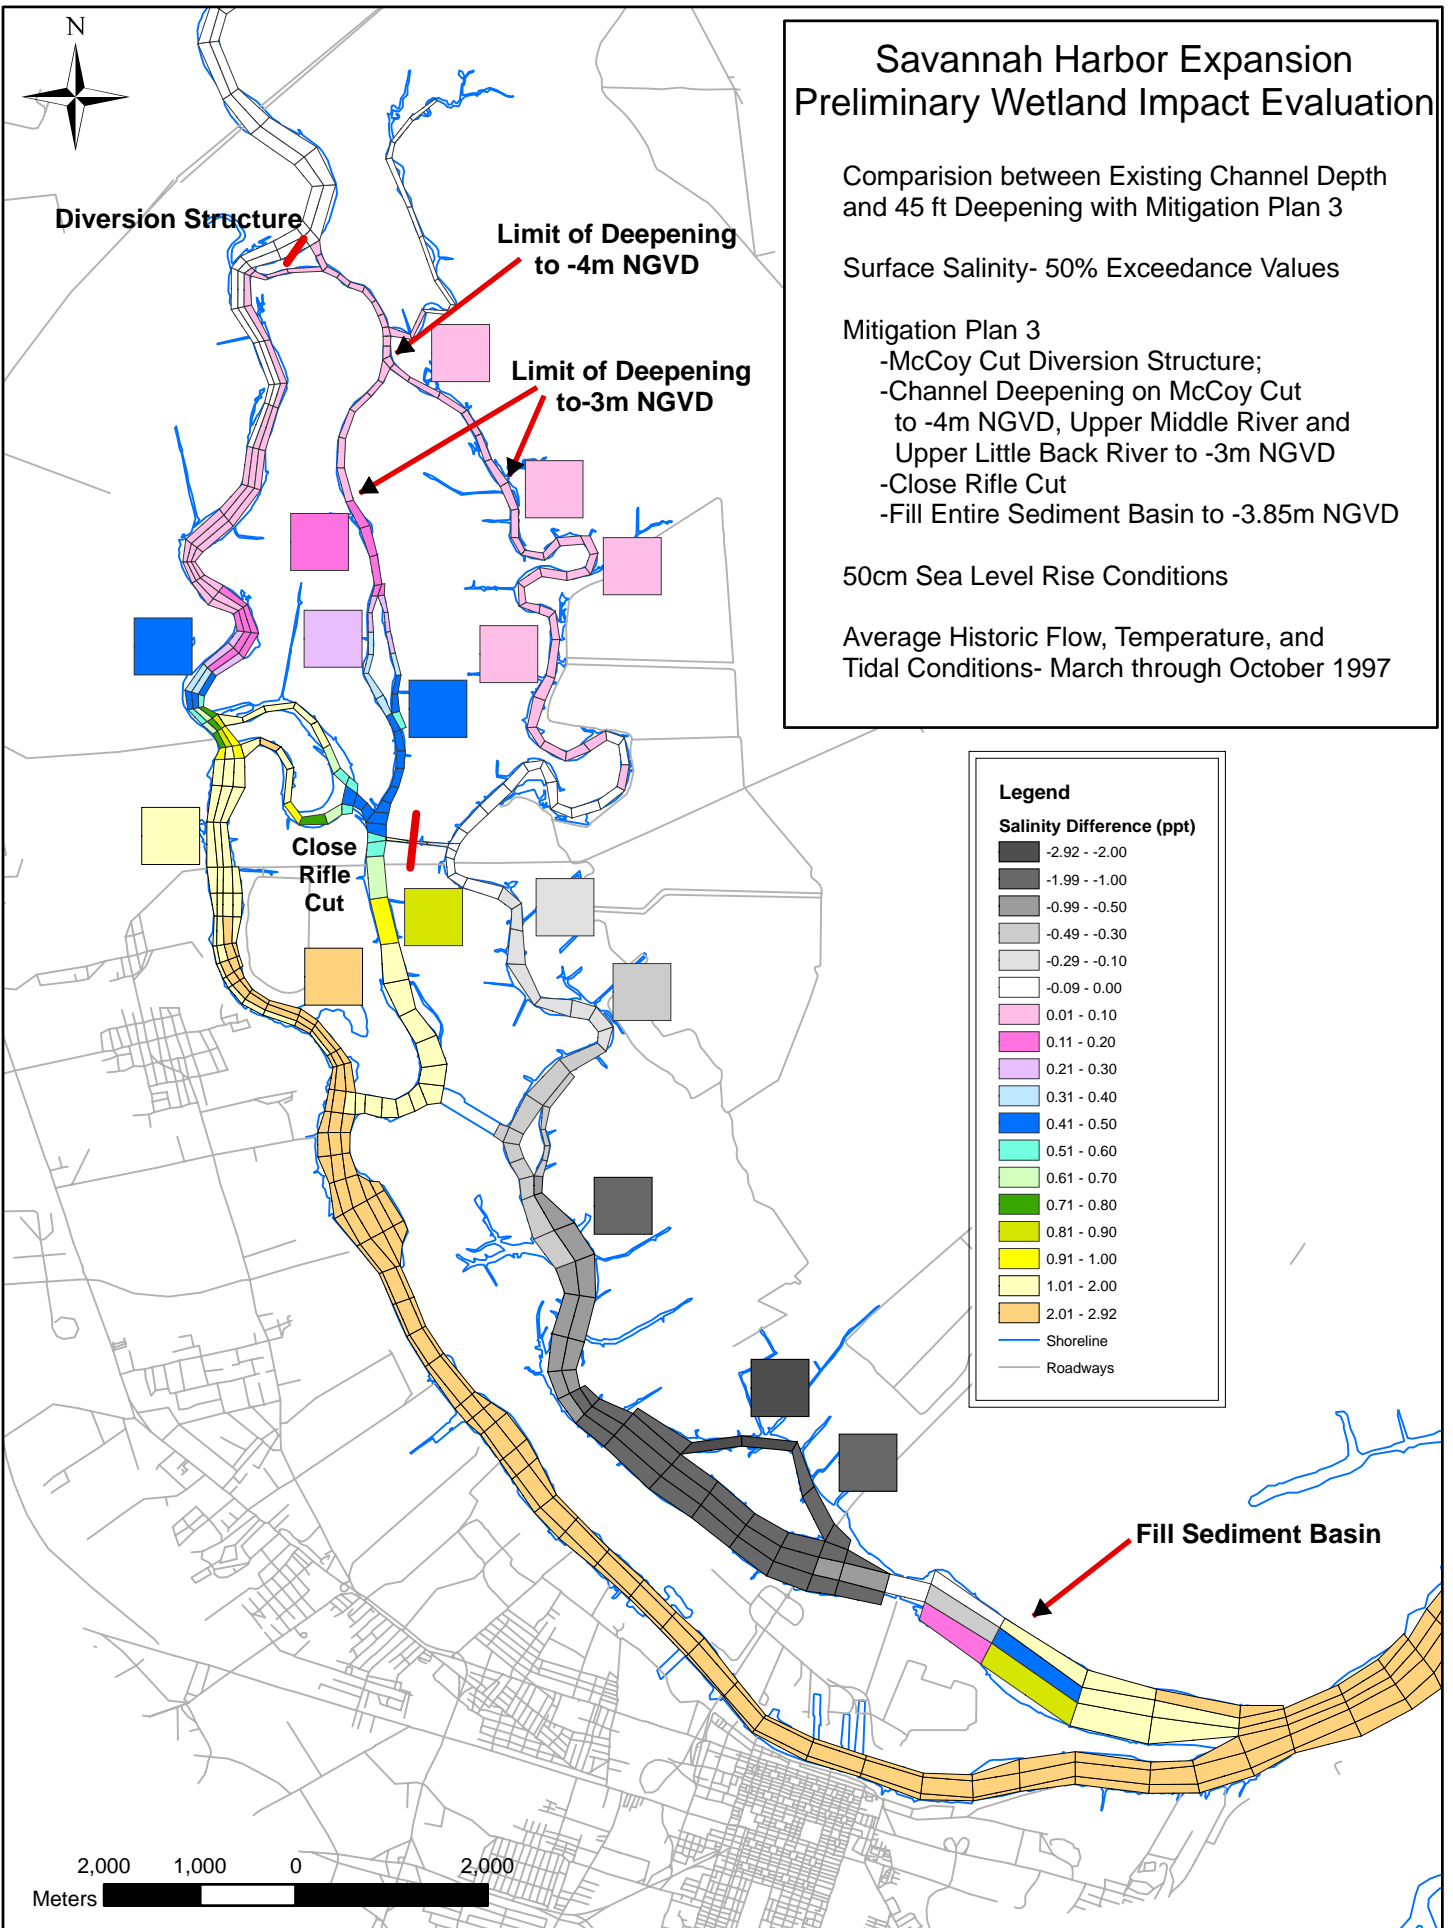 N
Savannah Harbor Expansion
Preliminary Wetland Impact Evaluation
Comparision between Existing Channel Depth
and 45 ft Deepening with Mitigation Plan 3
Surface Salinity- 50% Exceedance Values
Mitigation Plan 3
-McCoy Cut Diversion Structure;
-Channel Deepening on McCoy Cut
to -4m NGVD, Upper Middle River and
Upper Little Back River to -3m NGVD
-Close Rifle Cut
-Fill Entire Sediment Basin to -3.85m NGVD
50cm Sea Level Rise Conditions
Average Historic Flow, Temperature, and
Tidal Conditions- March through October 1997
Diversion Structure
Limit of Deepening
to -4m NGVD
Limit of Deepening
to-3m NGVD
Close
Rifle
Cut
Legend
Salinity Difference (ppt)
-2.92 - -2.00
-1.99 - -1.00
-0.99 - -0.50
-0.49 - -0.30
-0.29 - -0.10
-0.09 - 0.00
0.01 - 0.10
0.11 - 0.20
0.21 - 0.30
0.31 - 0.40
0.41 - 0.50
0.51 - 0.60
0.61 - 0.70
0.71 - 0.80
0.81 - 0.90
0.91 - 1.00
1.01 - 2.00
2.01 - 2.92
Shoreline
Roadways
Fill Sediment Basin
2,000 1,000 0 2,000
Meters